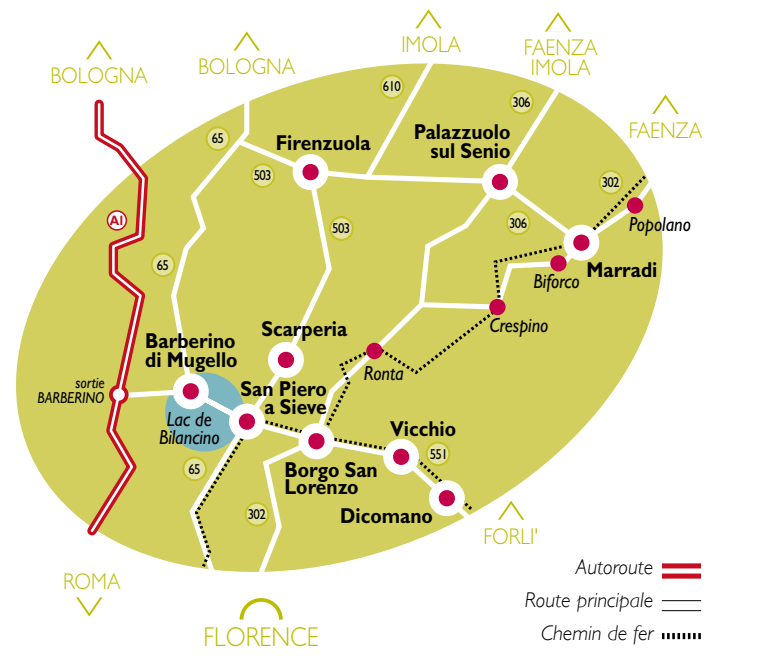 BOLOGNA
BOLOGNA
IMOLA
FAENZA
IMOLA
FAENZA
610
306
65
Firenzuola
Palazzuolo
sul Senio
503
302
AI
503
306
Popolano
65
Biforco
Marradi
Crespino
Barberino
di Mugello
Scarperia
Ronta
sortie
BARBERINO
San Piero
a Sieve
Lac de
Bilancino
Vicchio
551
65
Borgo San
Lorenzo
302
Dicomano
FORLI'
ROMA
FLORENCE
Autoroute
Route principale
Chemin de fer